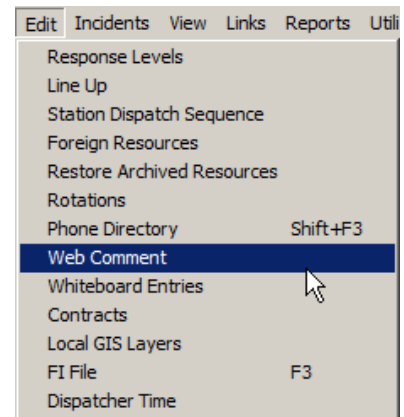 Edit Incidents View Links Reports Utili
Response Levels
Line Up
Station Dispatch Sequence
Foreign Resources
Restore Archived Resources
Rotations
Phone Directory Shift+F3
Web Comment
Whiteboard Entries
Contracts
Local GIS Layers
FI File F3
Dispatcher Time